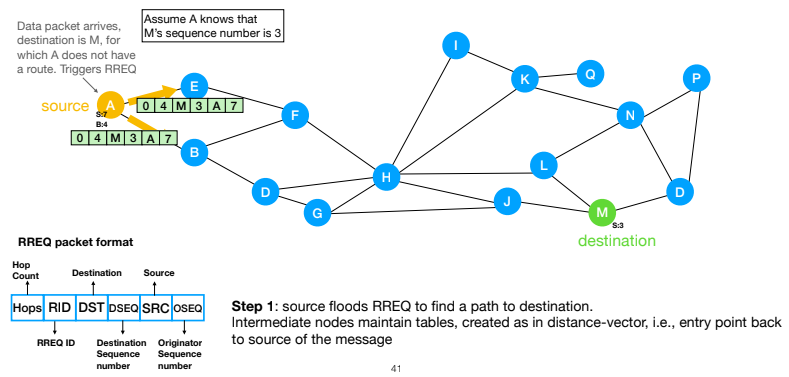 Data packet arrives,
destination is M, for
which A does not have
a route. Triggers RREQ
Assume A knows that
M's sequence number is 3
source
A
S:7
B:4
0 4 M 3 A 7
0 4 M 3 A 7
E
F
B
D
G
H
I
K
Q
P
N
L
J
M
S:3
D
destination
RREQ packet format
Hop
Count
Destination
Source
Hops RID DST DSEQ SRC OSEQ
RREQ ID
Destination
Sequence
number
Originator
Sequence
number
Step 1: source floods RREQ to find a path to destination.
Intermediate nodes maintain tables, created as in distance-vector, i.e., entry point back
to source of the message
41